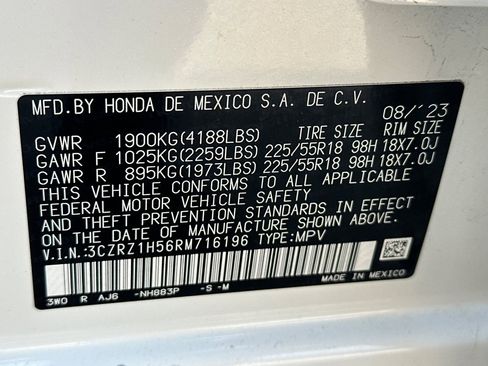 MFD.BY HONDA DE MEXICO S.A. DE C.V. 08/'23
GVWR 1900KG(4188LBS) TIRE SIZE RIM SIZE
GAWR F 1025KG(2259LBS) 225/55R18 98H 18X7.0J
GAWR R 895KG(1973LBS) 225/55R18 98H 18X7.0J
THIS VEHICLE CONFORMS TO ALL APPLICABLE
FEDERAL MOTOR VEHICLE SAFETY
STANDARDS IN EFFECT ON THE DATE OF MANUFACTURE
SHOWN ABOVE.
V.I.N.:3CZRZ1H56RM716196 TYPE:MPV
3WO R AJ6 -NH883P -S -M
MADE IN MEXICO